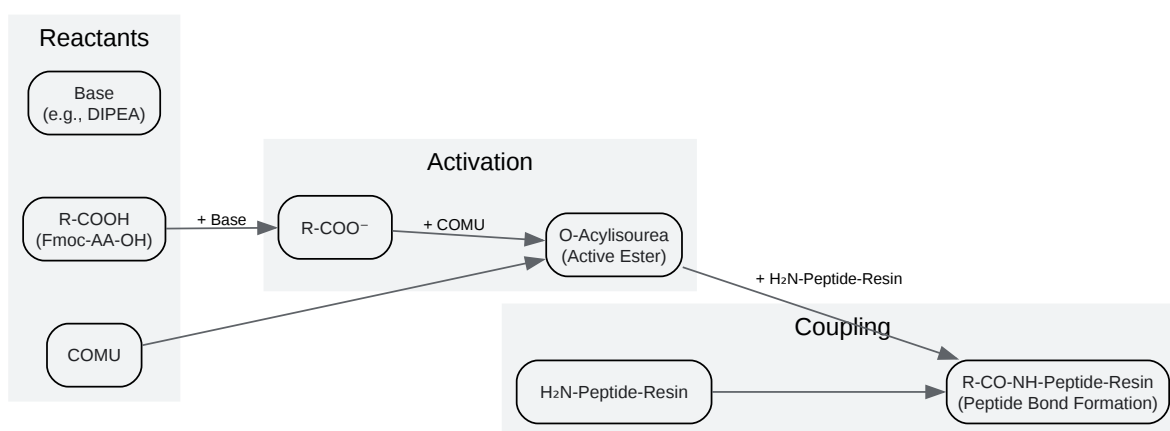 Reactants
Base
(e.g., DIPEA)
R-COOH
(Fmoc-AA-OH)
COMU
+ Base
Activation
R-COO⁻
+ COMU
O-Acylisourea
(Active Ester)
+ H₂N-Peptide-Resin
Coupling
H₂N-Peptide-Resin
R-CO-NH-Peptide-Resin
(Peptide Bond Formation)